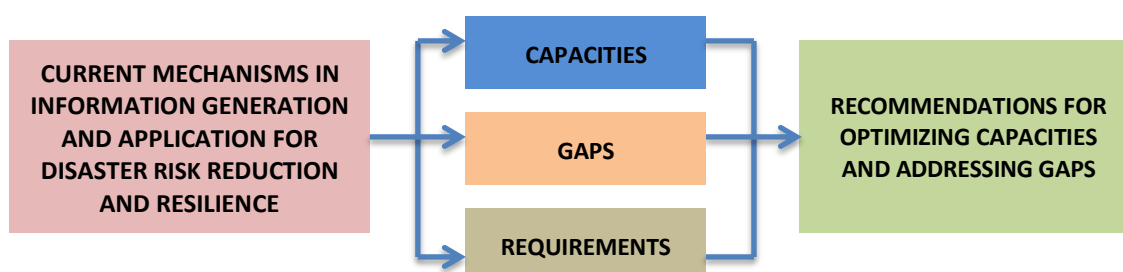 CURRENT MECHANISMS IN
INFORMATION GENERATION
AND APPLICATION FOR
DISASTER RISK REDUCTION
AND RESILIENCE
CAPACITIES
GAPS
REQUIREMENTS
RECOMMENDATIONS FOR
OPTIMIZING CAPACITIES
AND ADDRESSING GAPS